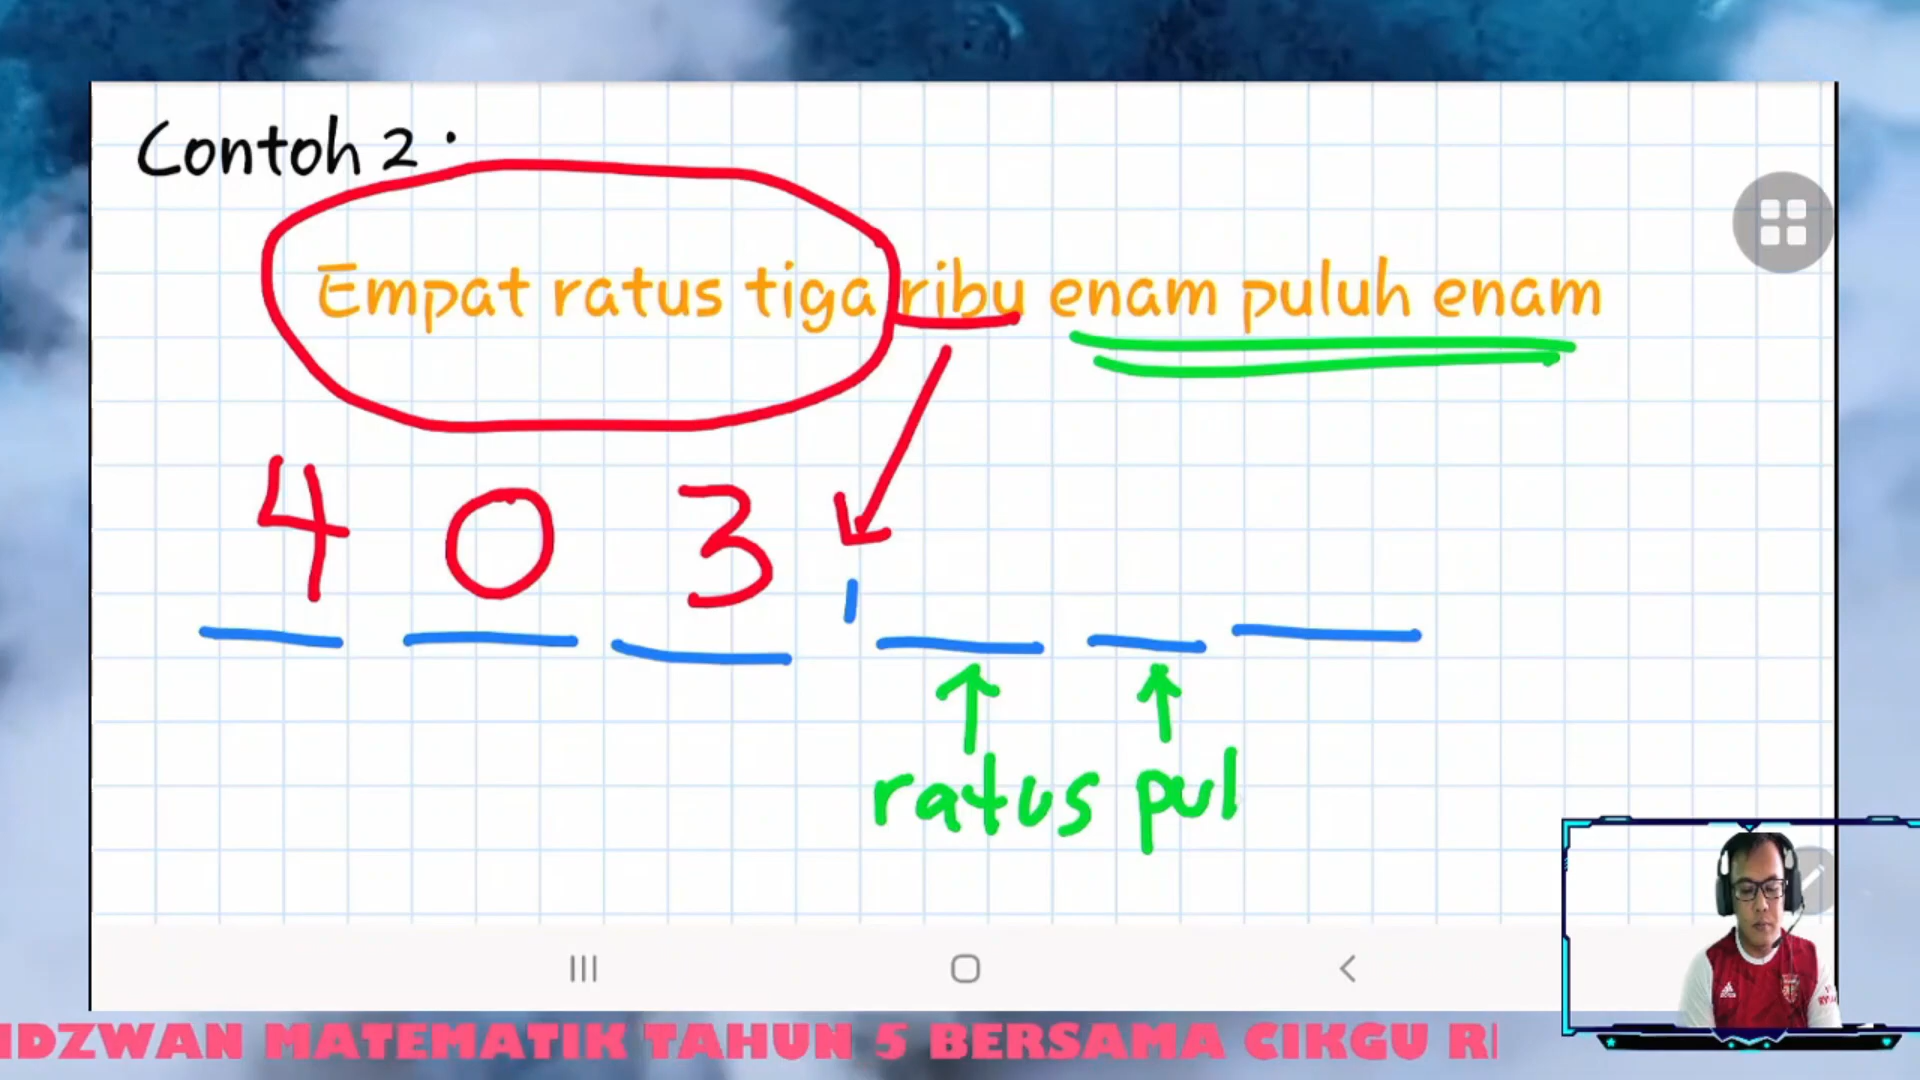 Contoh 2 .
Empat ratus tiga ribu enam puluh enam
4 0 3 ,
ratus pul
IDZWAN MATEMATIK TAHUN 5 BERSAMA CIKGU RI